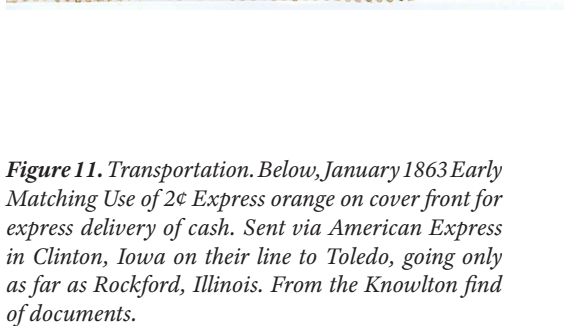 Figure 11. Transportation. Below, January 1863 Early
Matching Use of 2¢ Express orange on cover front for
express delivery of cash. Sent via American Express
in Clinton, Iowa on their line to Toledo, going only
as far as Rockford, Illinois. From the Knowlton find
of documents.